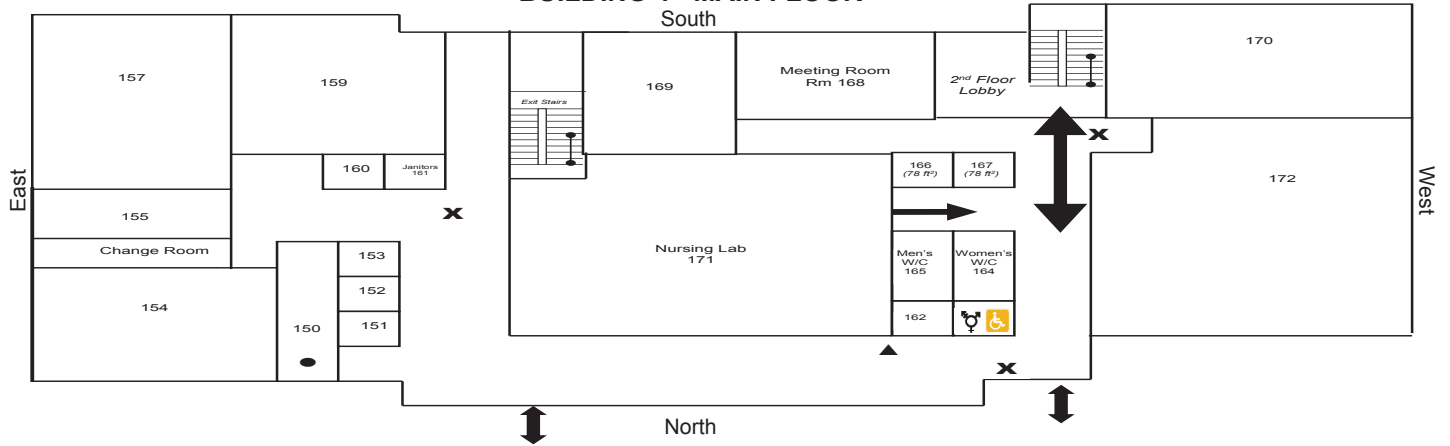 South
157
159
Exit Stairs
169
Meeting Room
Rm 168
2nd Floor
Lobby
170
160
Janitors
161
166
(78 ft²)
167
(78 ft²)
172
East
West
155
x
x
Change Room
153
Nursing Lab
171
Men's
W/C
165
Women's
W/C
164
154
152
150
151
162
x
North